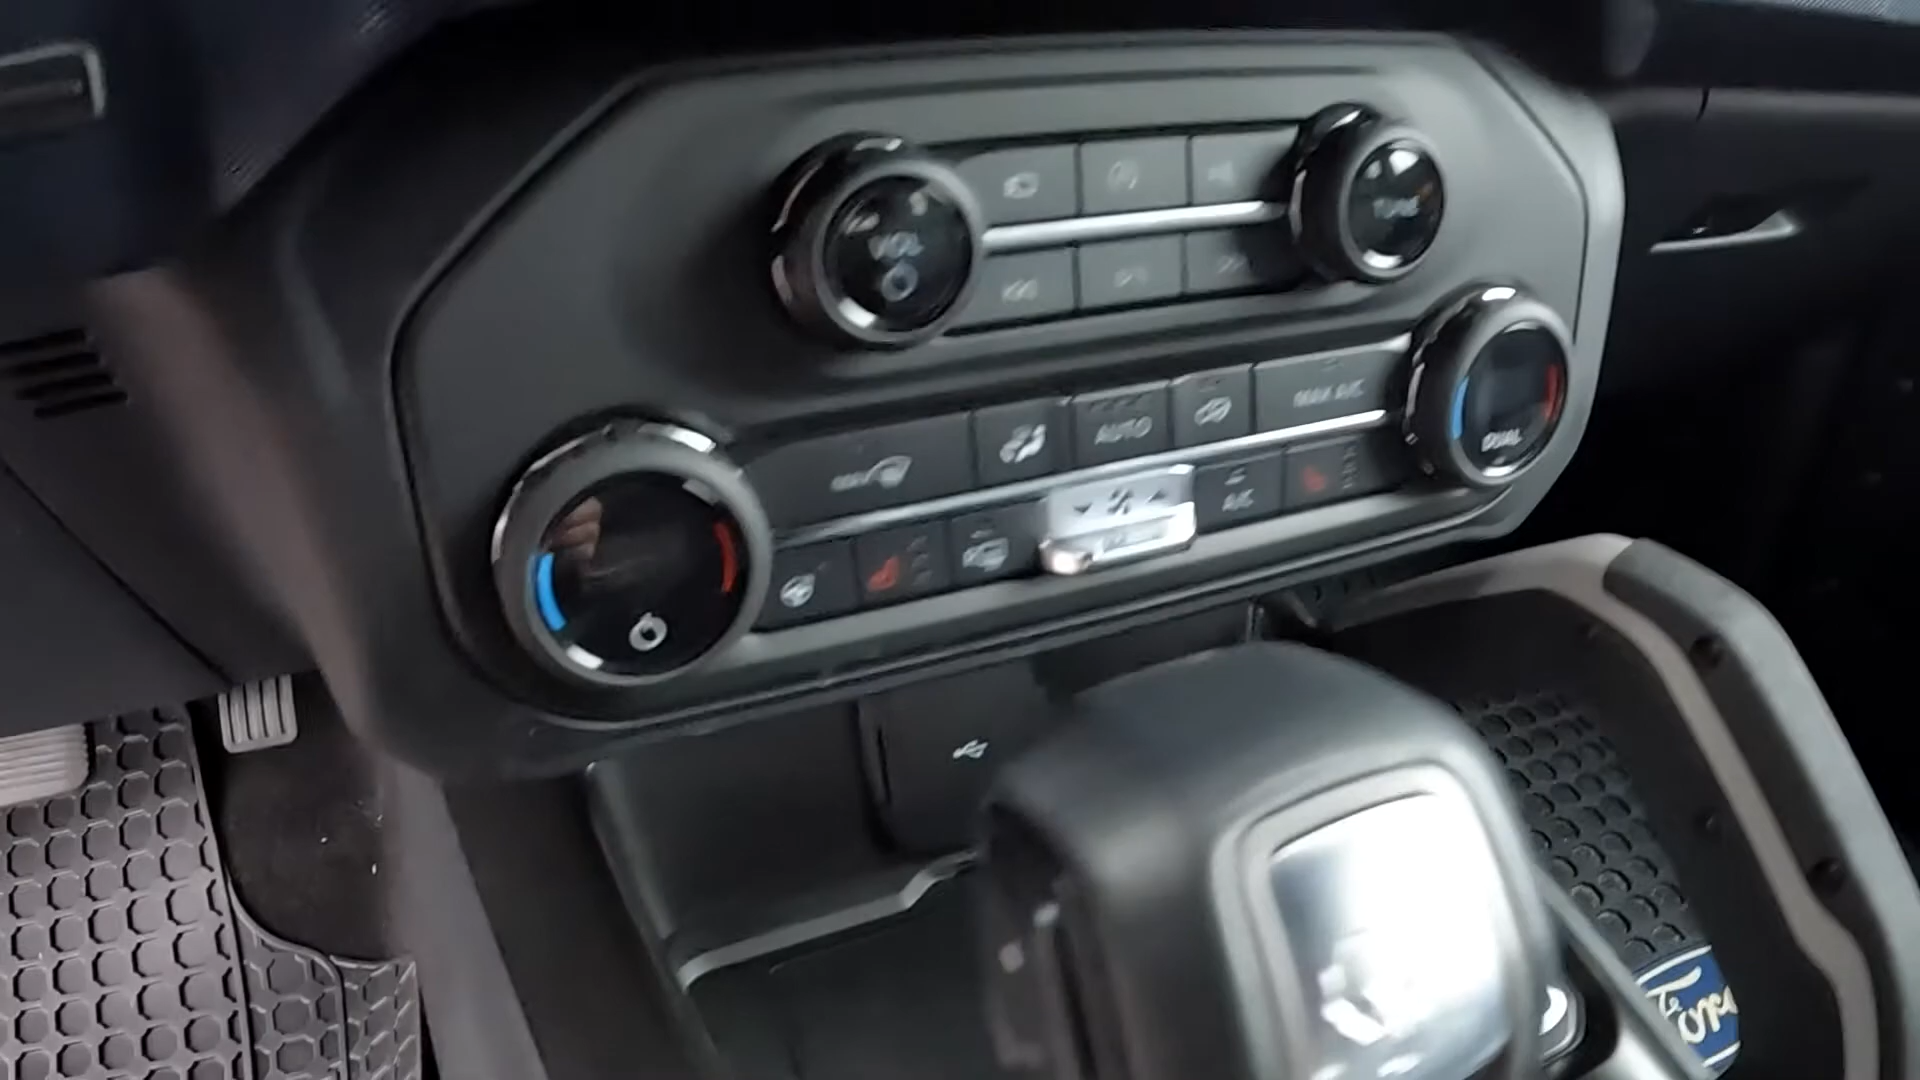 VOL
TUNE
AUTO
MAX A/C
DUAL
A/C
Ford